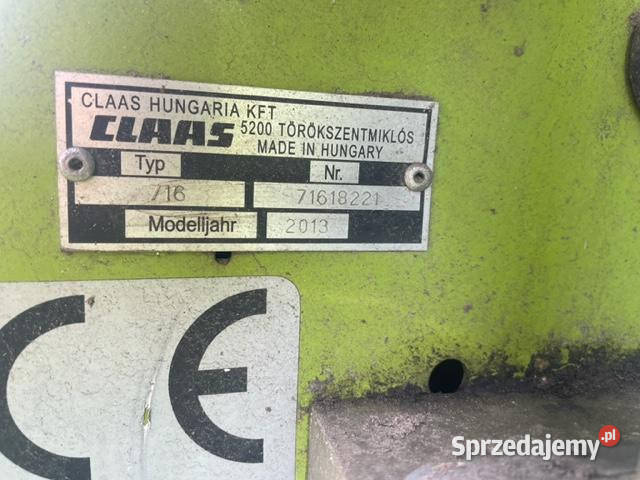 CLAAS HUNGARIA KFT
CLAAS 5200 TÖRÖKSZENTMIKLÓS
MADE IN HUNGARY
Typ Nr.
716 71618221
Modelljahr 2013
CE
Sprzedajemy.pl